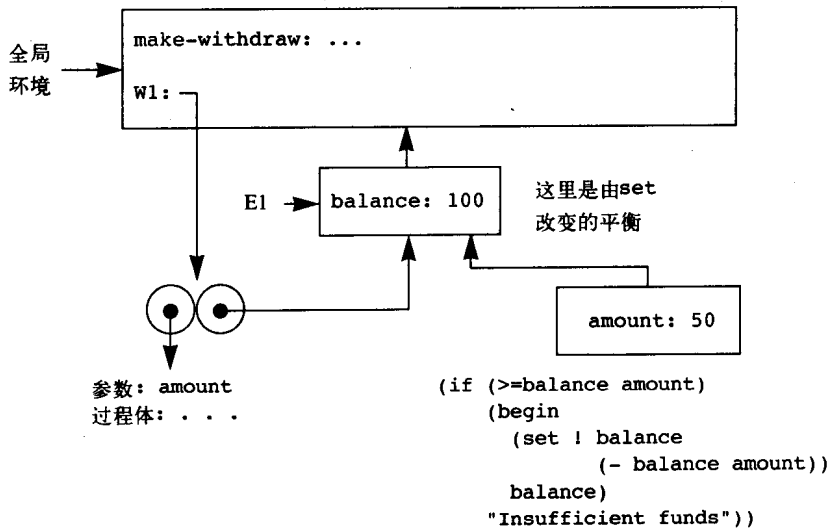 make-withdraw: ...
全局
环境
W1:
E1
balance: 100
这里是由set
改变的平衡
amount: 50
参数: amount
过程体: . . . .
(if (>=balance amount)
(begin
(set ! balance
(- balance amount))
balance)
"Insufficient funds"))